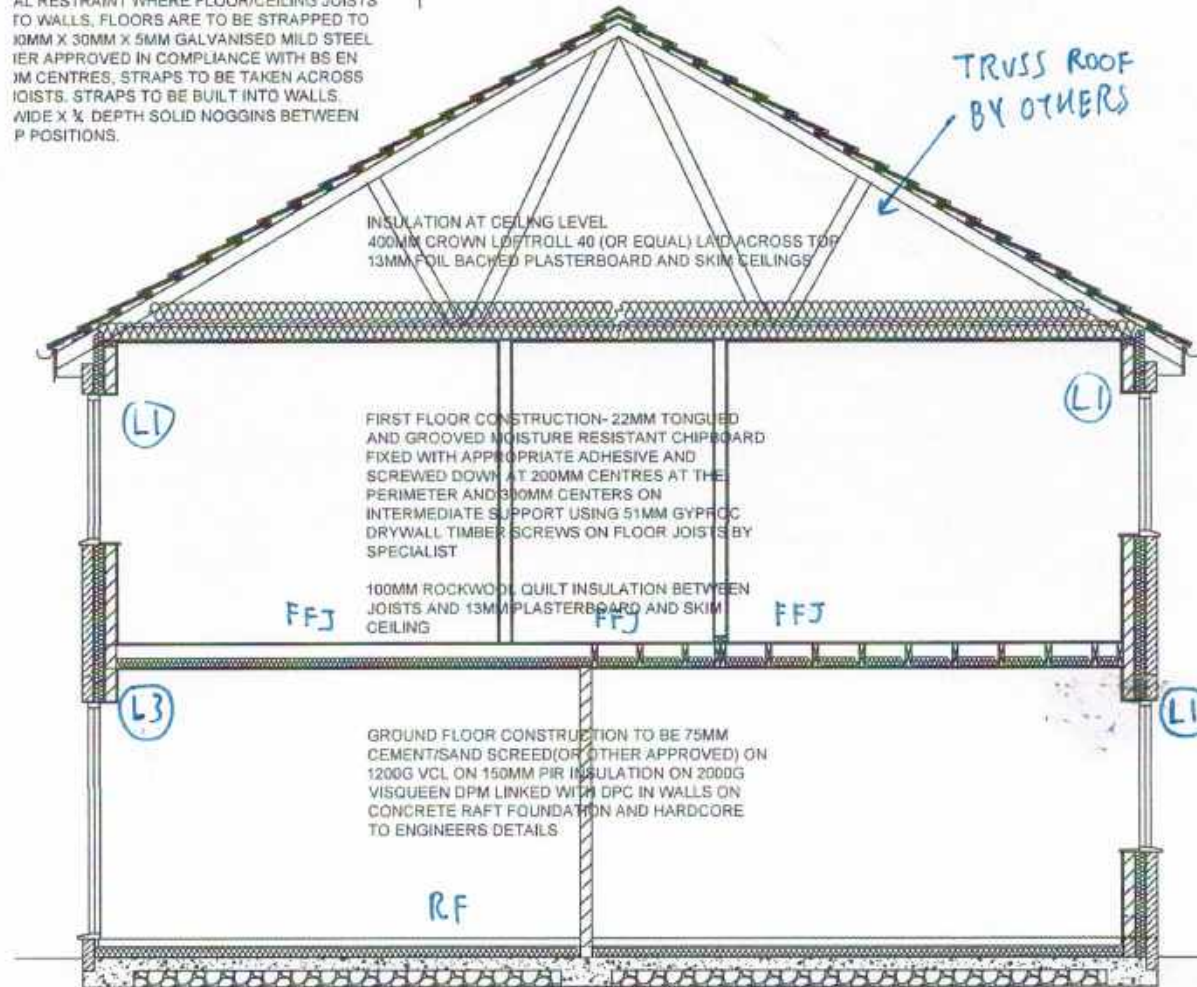 AL RESTRAINT WHERE FLOOR/CEILING JOISTS
TO WALLS, FLOORS ARE TO BE STRAPPED TO
30MM X 30MM X 5MM GALVANISED MILD STEEL
IER APPROVED IN COMPLIANCE WITH BS EN
M CENTRES, STRAPS TO BE TAKEN ACROSS
JOISTS. STRAPS TO BE BUILT INTO WALLS.
WIDE X ¾ DEPTH SOLID NOGGINS BETWEEN
P POSITIONS.
TRUSS ROOF
BY OTHERS
INSULATION AT CEILING LEVEL
400MM CROWN LOFTROLL 40 (OR EQUAL) LAID ACROSS TOP
13MM FOIL BACKED PLASTERBOARD AND SKIM CEILINGS
L1
L1
FIRST FLOOR CONSTRUCTION- 22MM TONGUED
AND GROOVED MOISTURE RESISTANT CHIPBOARD
FIXED WITH APPROPRIATE ADHESIVE AND
SCREWED DOWN AT 200MM CENTRES AT THE
PERIMETER AND 300MM CENTERS ON
INTERMEDIATE SUPPORT USING 51MM GYPROC
DRYWALL TIMBER SCREWS ON FLOOR JOISTS BY
SPECIALIST
100MM ROCKWOOL QUILT INSULATION BETWEEN
JOISTS AND 13MM PLASTERBOARD AND SKIM
CEILING
FFJ FFJ FFJ
L3
L1
GROUND FLOOR CONSTRUCTION TO BE 75MM
CEMENT/SAND SCREED(OR OTHER APPROVED) ON
1200G VCL ON 150MM PIR INSULATION ON 2000G
VISQUEEN DPM LINKED WITH DPC IN WALLS ON
CONCRETE RAFT FOUNDATION AND HARDCORE
TO ENGINEERS DETAILS
RF